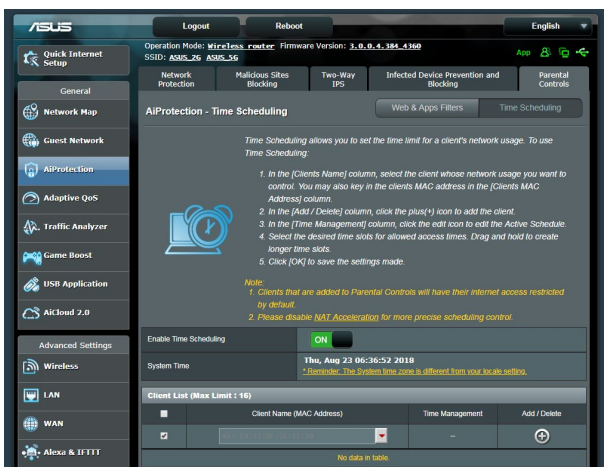 ASUS
Logout
Reboot
English
Quick Internet
Setup
Operation Mode: Wireless router Firmware Version: 3.0.0.4.384_4360
SSID: ASUS_2G ASUS_5G
App
General
Network Map
Guest Network
AiProtection
Adaptive QoS
Traffic Analyzer
Game Boost
USB Application
AiCloud 2.0
Advanced Settings
Wireless
LAN
WAN
Alexa & IFTTT
Network
Protection
Malicious Sites
Blocking
Two-Way
IPS
Infected Device Prevention and
Blocking
Parental
Controls
AiProtection - Time Scheduling
Web & Apps Filters
Time Scheduling
Time Scheduling allows you to set the time limit for a client's network usage. To use
Time Scheduling:
1. In the [Clients Name] column, select the client whose network usage you want to
control. You may also key in the clients MAC address in the [Clients MAC
Address] column.
2. In the [Add / Delete] column, click the plus(+) icon to add the client.
3. In the [Time Management] column, click the edit icon to edit the Active Schedule.
4. Select the desired time slots for allowed access times. Drag and hold to create
longer time slots.
5. Click [OK] to save the settings made.
Note:
1. Clients that are added to Parental Controls will have their internet access restricted
by default.
2. Please disable NAT Acceleration for more precise scheduling control.
Enable Time Scheduling
ON
System Time
Thu, Aug 23 06:36:52 2018
* Reminder: The System time zone is different from your locale setting.
Client List (Max Limit : 16)
Client Name (MAC Address)
Time Management
Add / Delete
--
No data in table.